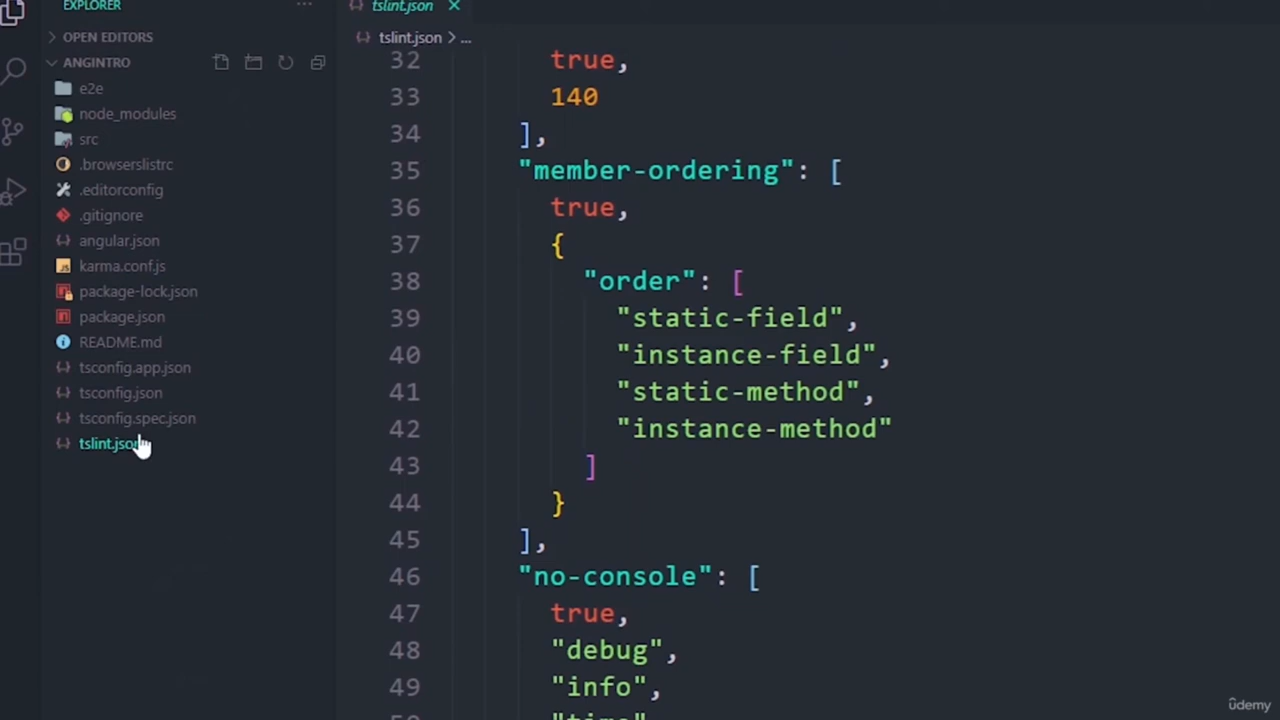 EXPLORER
...
tslint.json
OPEN EDITORS
tslint.json > ...
ANGINTRO
e2e
node_modules
src
.browserslistrc
.editorconfig
.gitignore
angular.json
karma.conf.js
package-lock.json
package.json
README.md
tsconfig.app.json
tsconfig.json
tsconfig.spec.json
tslint.json
32 true,
33 140
34 ],
35 "member-ordering": [
36 true,
37 {
38 "order": [
39 "static-field",
40 "instance-field",
41 "static-method",
42 "instance-method"
43 ]
44 }
45 ],
46 "no-console": [
47 true,
48 "debug",
49 "info",
udemy